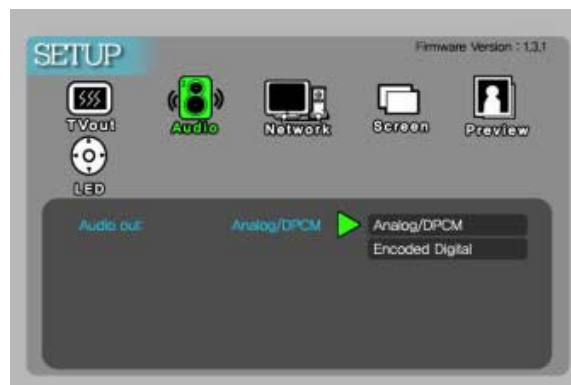 SETUP
Firmware Version : 1.3.1
TVout
Audio
Network
Screen
Preview
LED
Audio out: Analog/DPCM Analog/DPCM
Encoded Digital